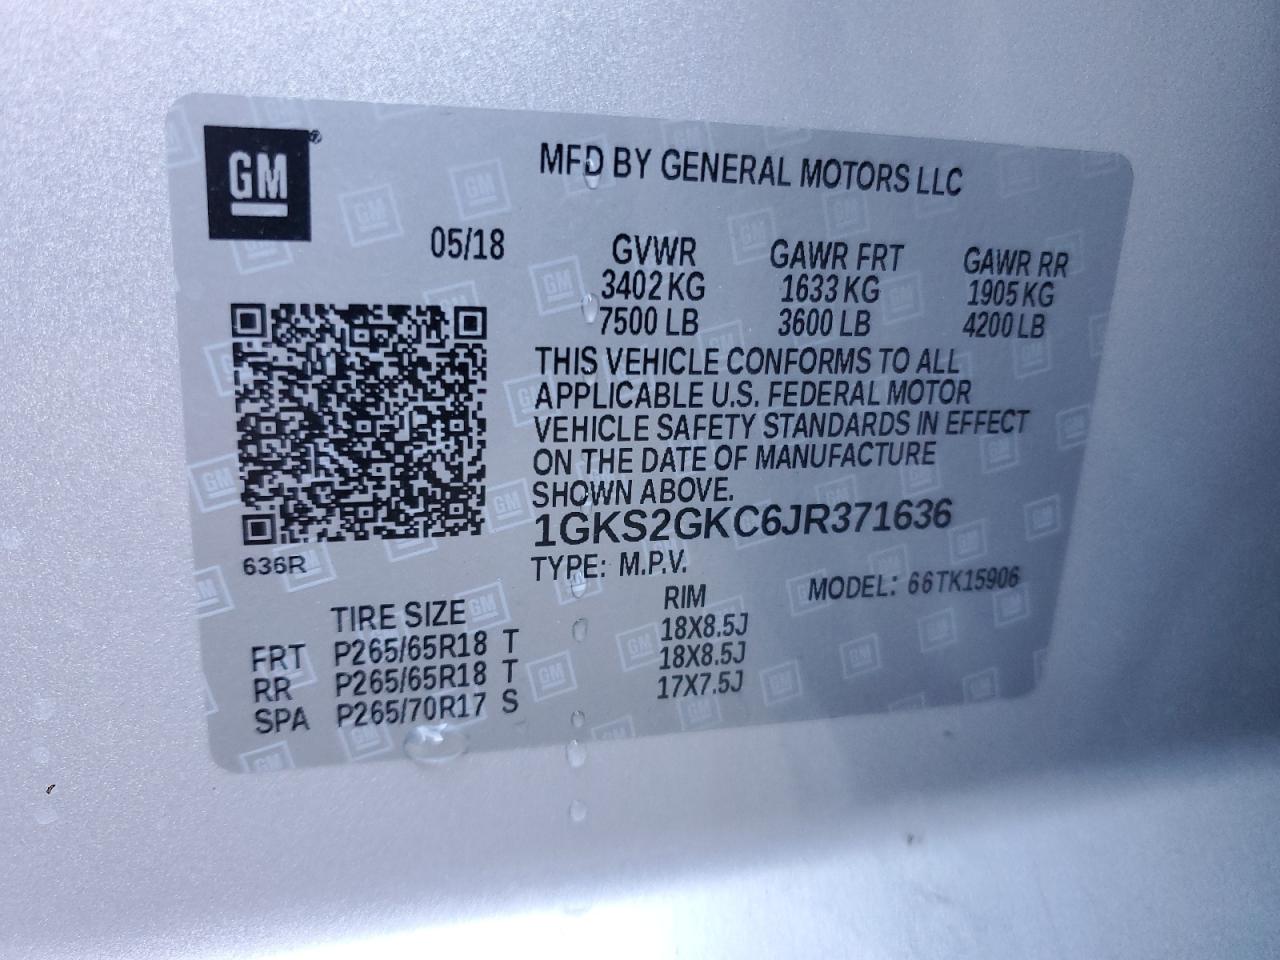 GM®
MFD BY GENERAL MOTORS LLC
05/18 GVWR GAWR FRT GAWR RR
3402 KG 1633 KG 1905 KG
7500 LB 3600 LB 4200 LB
THIS VEHICLE CONFORMS TO ALL
APPLICABLE U.S. FEDERAL MOTOR
VEHICLE SAFETY STANDARDS IN EFFECT
ON THE DATE OF MANUFACTURE
SHOWN ABOVE.
1GKS2GKC6JR371636
636R
TYPE: M.P.V. MODEL: 66TK15906
TIRE SIZE RIM
FRT P265/65R18 T 18X8.5J
RR P265/65R18 T 18X8.5J
SPA P265/70R17 S 17X7.5J